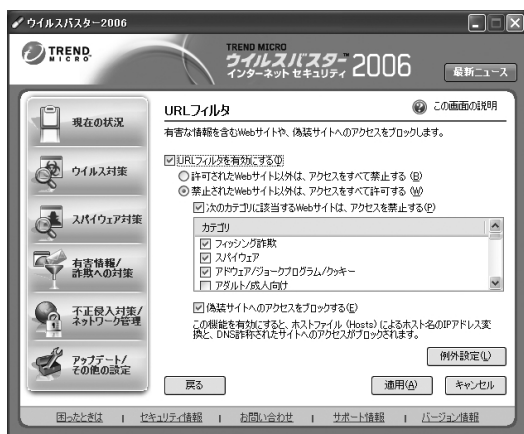 ウイルスバスター2006
TREND MICRO
TREND MICRO
ウイルスバスター™ 2006
インターネット セキュリティ
最新ニュース
現在の状況
ウイルス対策
スパイウェア対策
有害情報/
詐欺への対策
不正侵入対策/
ネットワーク管理
アップデート/
その他の設定
URLフィルタ
この画面の説明
有害な情報を含むWebサイトや、偽装サイトへのアクセスをブロックします。
URLフィルタを有効にする(U)
許可されたWebサイト以外は、アクセスをすべて禁止する (B)
禁止されたWebサイト以外は、アクセスをすべて許可する (W)
次のカテゴリに該当するWebサイトは、アクセスを禁止する(P)
カテゴリ
フィッシング詐欺
スパイウェア
アドウェア/ジョークプログラム/クッキー
アダルト/成人向け
偽装サイトへのアクセスをブロックする(E)
この機能を有効にすると、ホストファイル (Hosts) によるホスト名のIPアドレス変
換と、DNS詐称されたサイトへのアクセスがブロックされます。
例外設定(L)
戻る
適用(A)
キャンセル
困ったときは | セキュリティ情報 | お問い合わせ | サポート情報 | バージョン情報